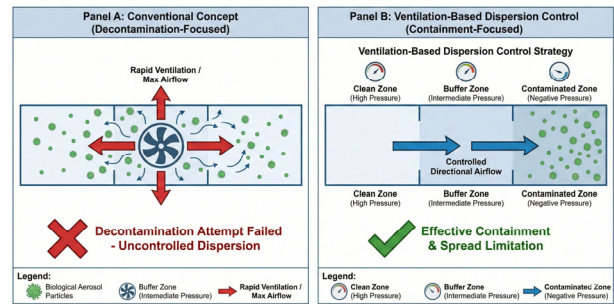 Panel A: Conventional Concept
(Decontamination-Focused)
Rapid Ventilation /
Max Airflow
Decontamination Attempt Failed
- Uncontrolled Dispersion
Legend:
Biological Aerosol
Particles
Buffer Zone
(Intermediate Pressure)
Rapid Ventilation /
Max Airflow
Panel B: Ventilation-Based Dispersion Control
(Containment-Focused)
Ventilation-Based Dispersion Control Strategy
Clean Zone
(High Pressure)
Buffer Zone
(Intermediate Pressure)
Contaminated Zone
(Negative Pressure)
Controlled
Directional Airflow
Clean Zone
(High Pressure)
Buffer Zone
(Intermediate Pressure)
Contaminated Zone
(Negative Pressure)
Effective Containment
& Spread Limitation
Legend:
Clean Zone
(High Pressure)
Buffer Zone
(Intermediate Pressure)
Contaminated Zone
(Negative Pressure)